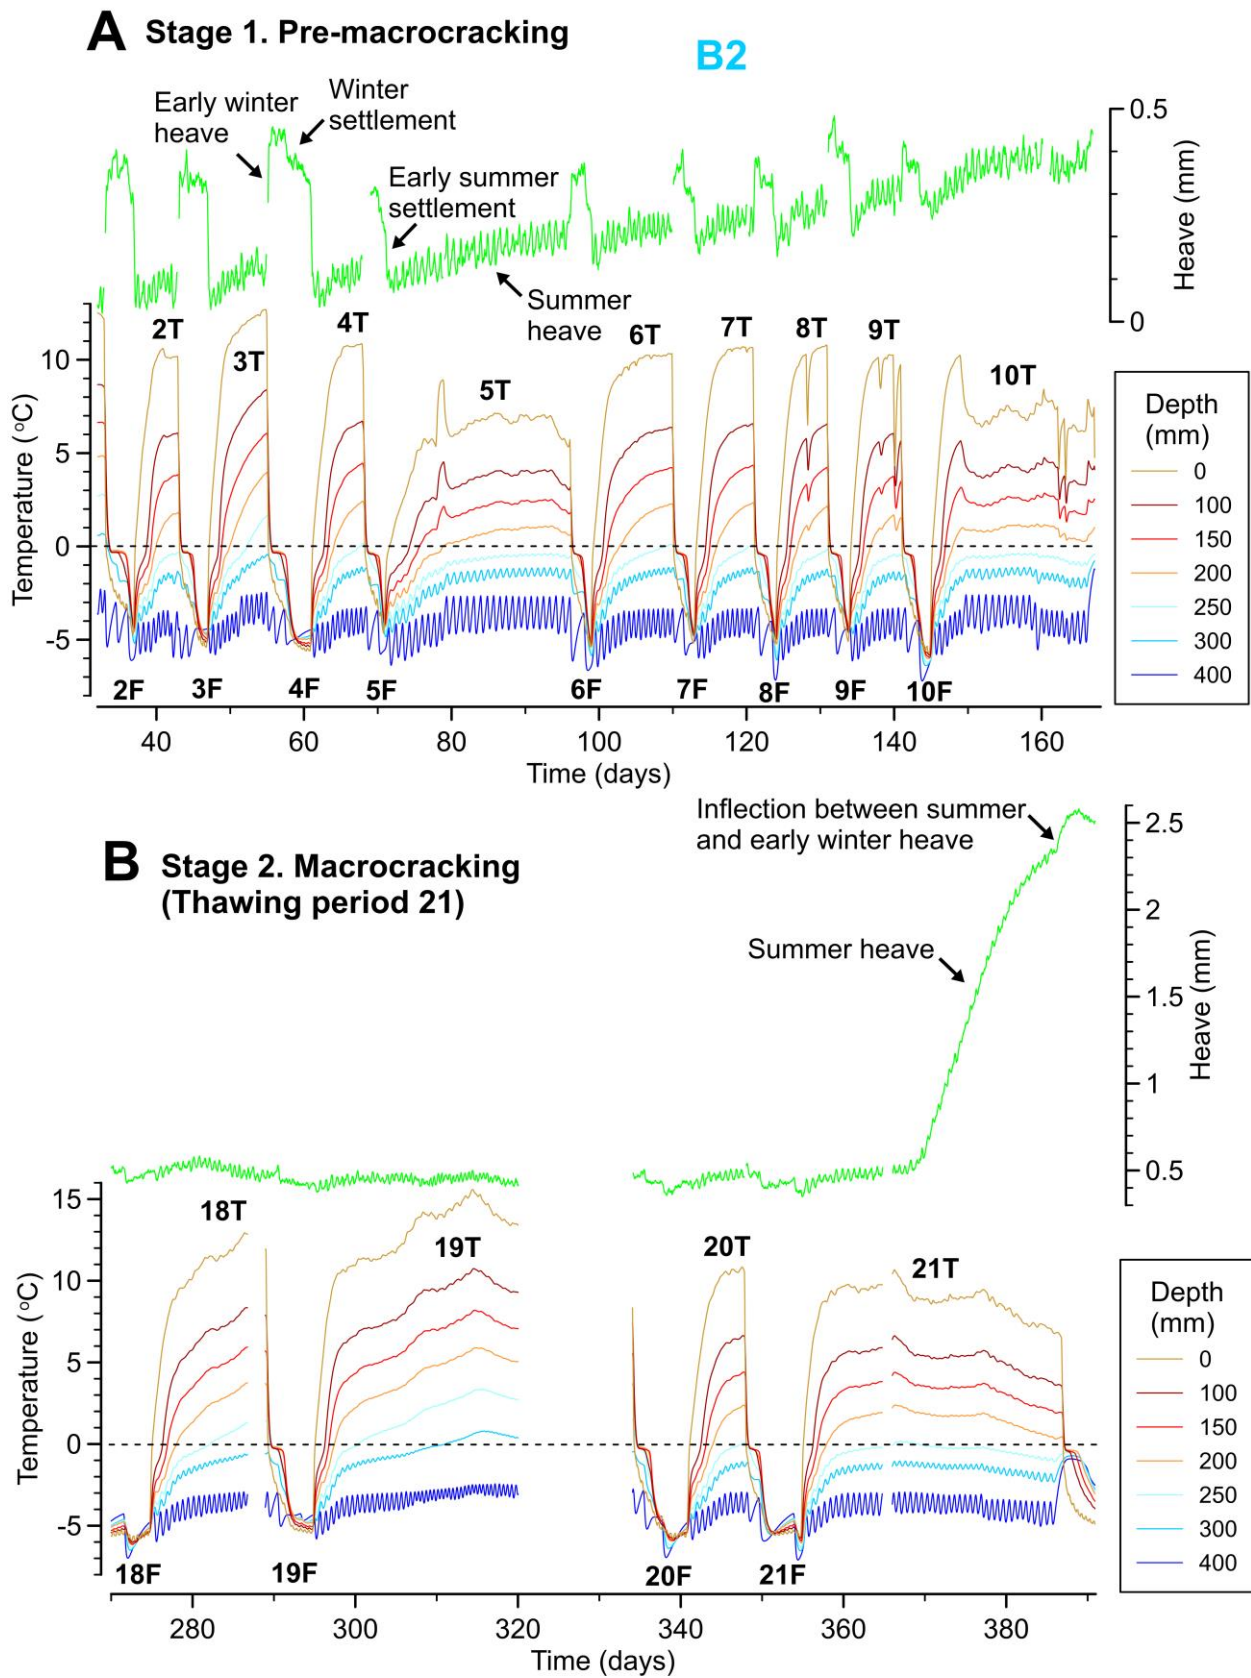 A Stage 1. Pre-macrocracking
B2
Early winter
heave
Winter
settlement
Early summer
settlement
Summer
heave
0.5
0
Heave (mm)
2T
3T
4T
5T
6T
7T
8T
9T
10T
10
5
0
-5
Temperature (°C)
2F
3F
4F
5F
6F
7F
8F
9F
10F
40
60
80
100
120
140
160
Time (days)
Depth
(mm)
0
100
150
200
250
300
400
B Stage 2. Macrocracking
(Thawing period 21)
Inflection between summer
and early winter heave
Summer heave
2.5
2
1.5
1
0.5
Heave (mm)
18T
19T
20T
21T
15
10
5
0
-5
Temperature (°C)
18F
19F
20F
21F
280
300
320
340
360
380
Time (days)
Depth
(mm)
0
100
150
200
250
300
400